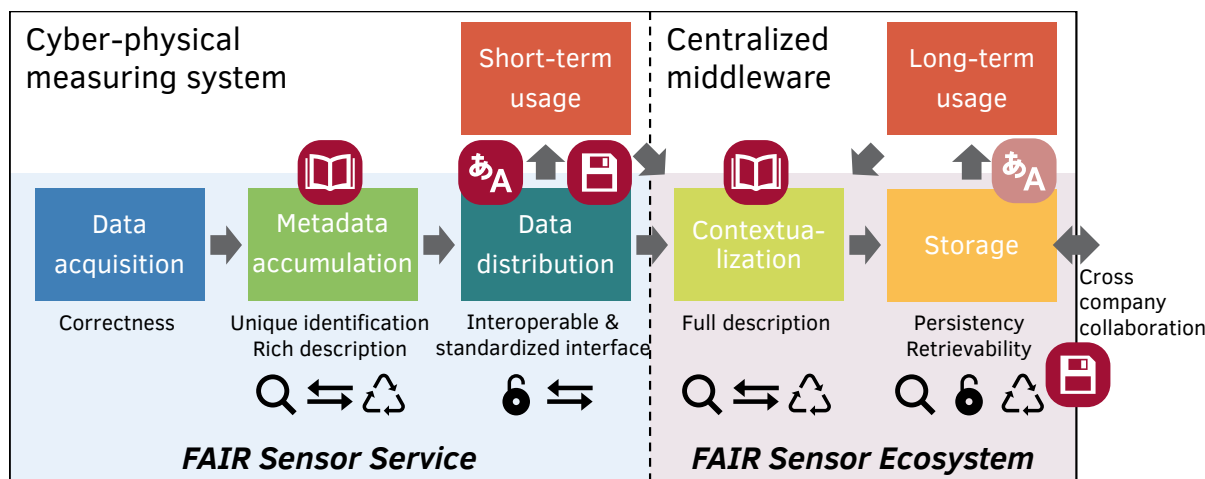 Cyber-physical
measuring system
Short-term
usage
Centralized
middleware
Long-term
usage
あA
あA
Data
acquisition
Metadada
accumulation
Data
distribution
Contextua-
lization
Storage
Correctness
Unique identification
Rich description
Interoperable &
standardized interface
Full description
Persistency
Retrievability
Cross
company
collaboration
FAIR Sensor Service
FAIR Sensor Ecosystem